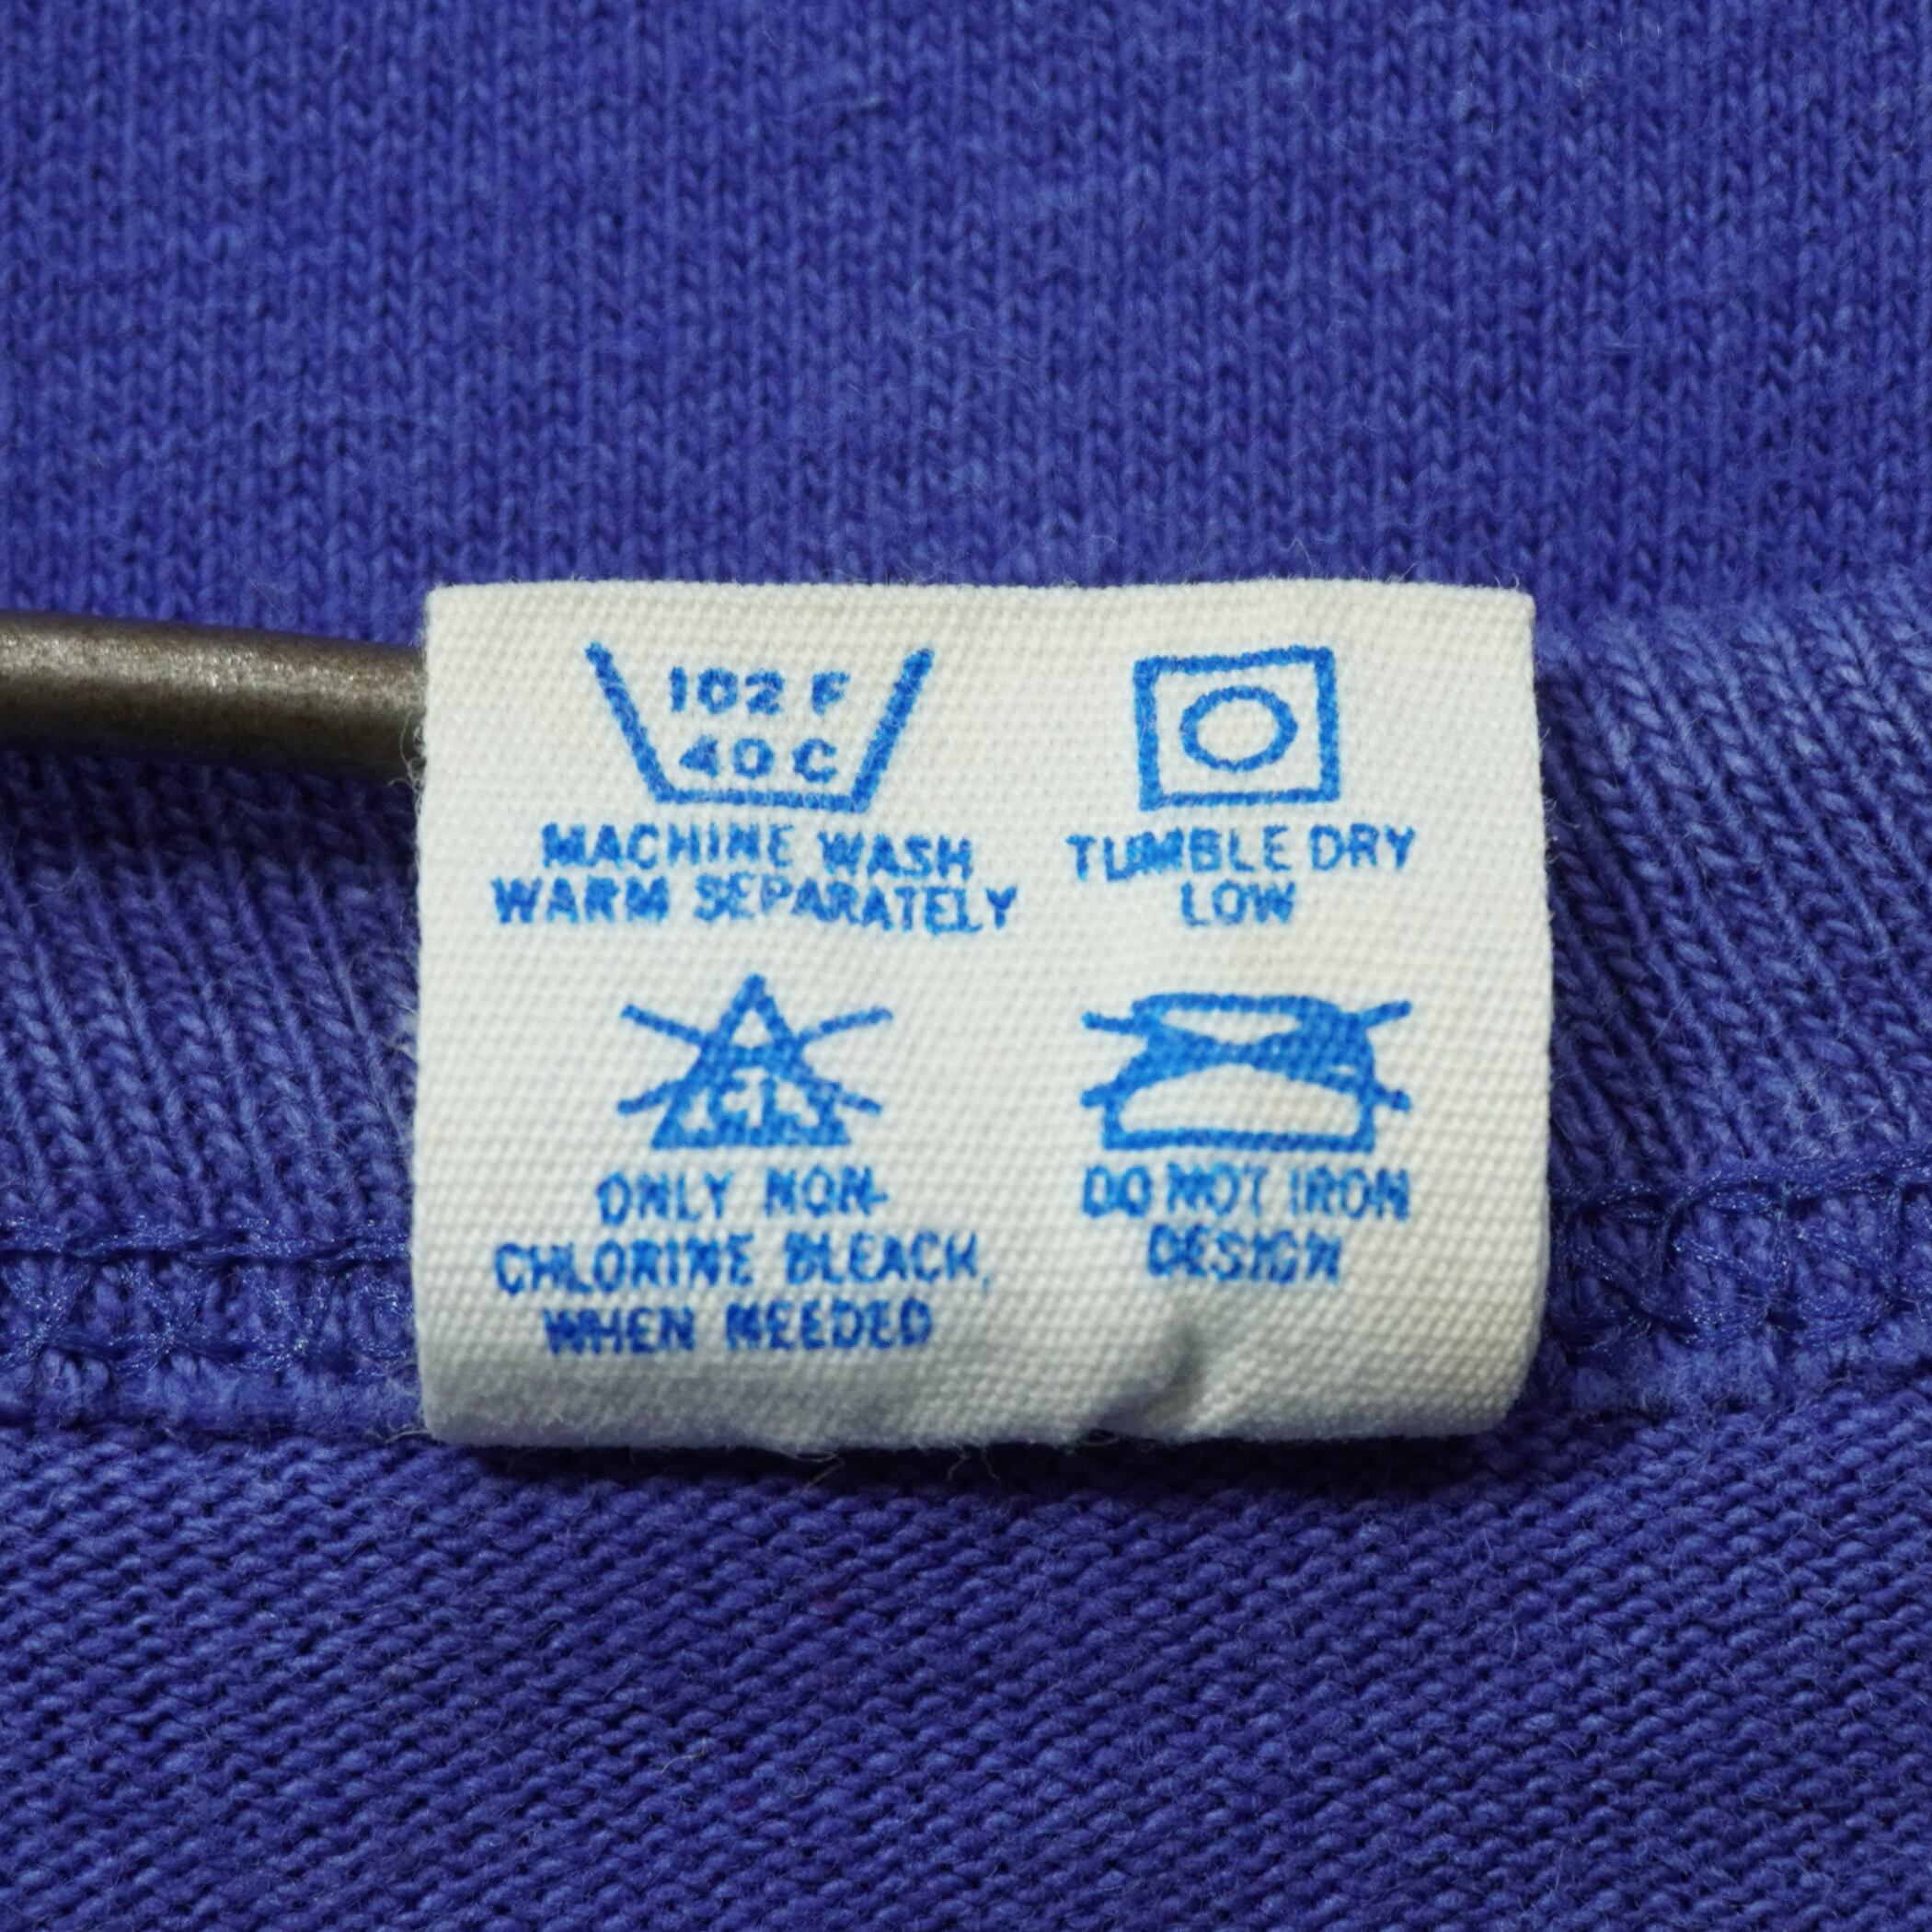 102 F
40 C
MACHINE WASH
WARM SEPARATELY
TUMBLE DRY
LOW
CL
ONLY NON-
CHLORINE BLEACH,
WHEN NEEDED
DO NOT IRON
DESIGN